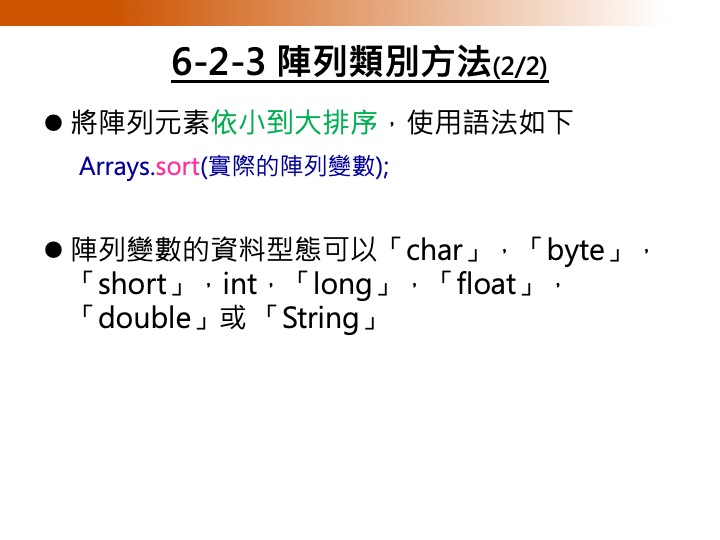 6-2-3 陣列類別方法(2/2)
● 將陣列元素依小到大排序，使用語法如下
Arrays.sort(實際的陣列變數);
● 陣列變數的資料型態可以「char」，「byte」，
「short」，int，「long」，「float」，
「double」或 「String」